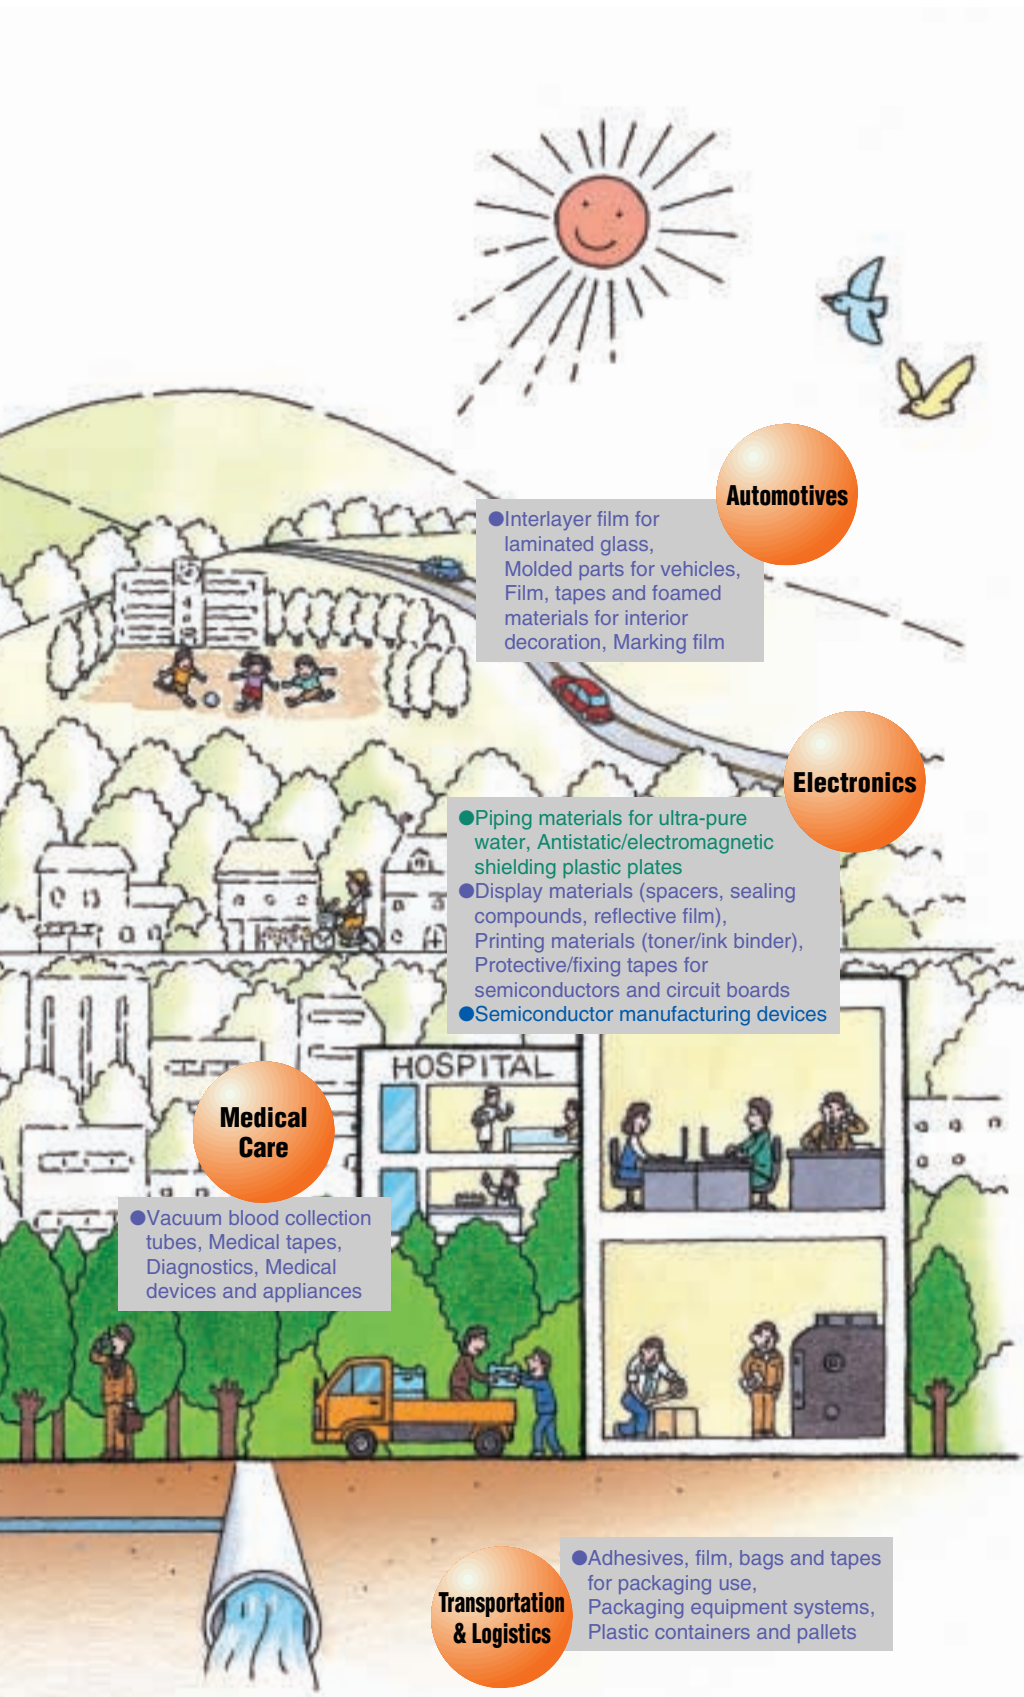 Automotives
●Interlayer film for
laminated glass,
Molded parts for vehicles,
Film, tapes and foamed
materials for interior
decoration, Marking film
Electronics
●Piping materials for ultra-pure
water, Antistatic/electromagnetic
shielding plastic plates
●Display materials (spacers, sealing
compounds, reflective film),
Printing materials (toner/ink binder),
Protective/fixing tapes for
semiconductors and circuit boards
●Semiconductor manufacturing devices
HOSPITAL
Medical
Care
●Vacuum blood collection
tubes, Medical tapes,
Diagnostics, Medical
devices and appliances
Transportation
& Logistics
●Adhesives, film, bags and tapes
for packaging use,
Packaging equipment systems,
Plastic containers and pallets